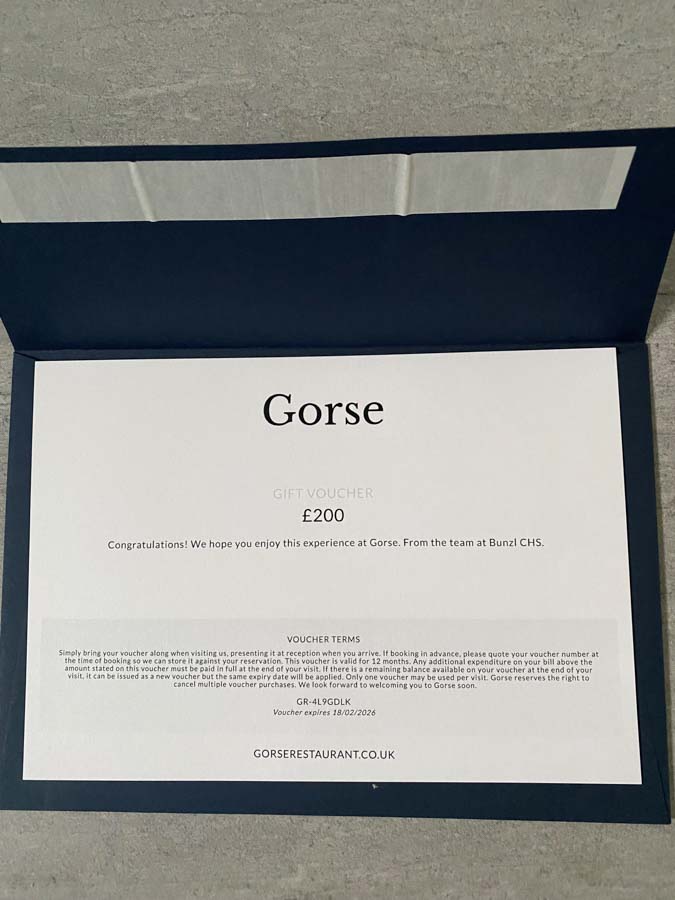 Gorse
GIFT VOUCHER
£200
Congratulations! We hope you enjoy this experience at Gorse. From the team at Bunzl CHS.
VOUCHER TERMS
Simply bring your voucher along when visiting us, presenting it at reception when you arrive. If booking in advance, please quote your voucher number at
the time of booking so we can store it against your reservation. This voucher is valid for 12 months. Any additional expenditure on your bill above the
amount stated on this voucher must be paid in full at the end of your visit. If there is a remaining balance available on your voucher at the end of your
visit, it can be issued as a new voucher but the same expiry date will be applied. Only one voucher may be used per visit. Gorse reserves the right to
cancel multiple voucher purchases. We look forward to welcoming you to Gorse soon.
GR-4L9GDLK
Voucher expires 18/02/2026
GORSERESTAURANT.CO.UK